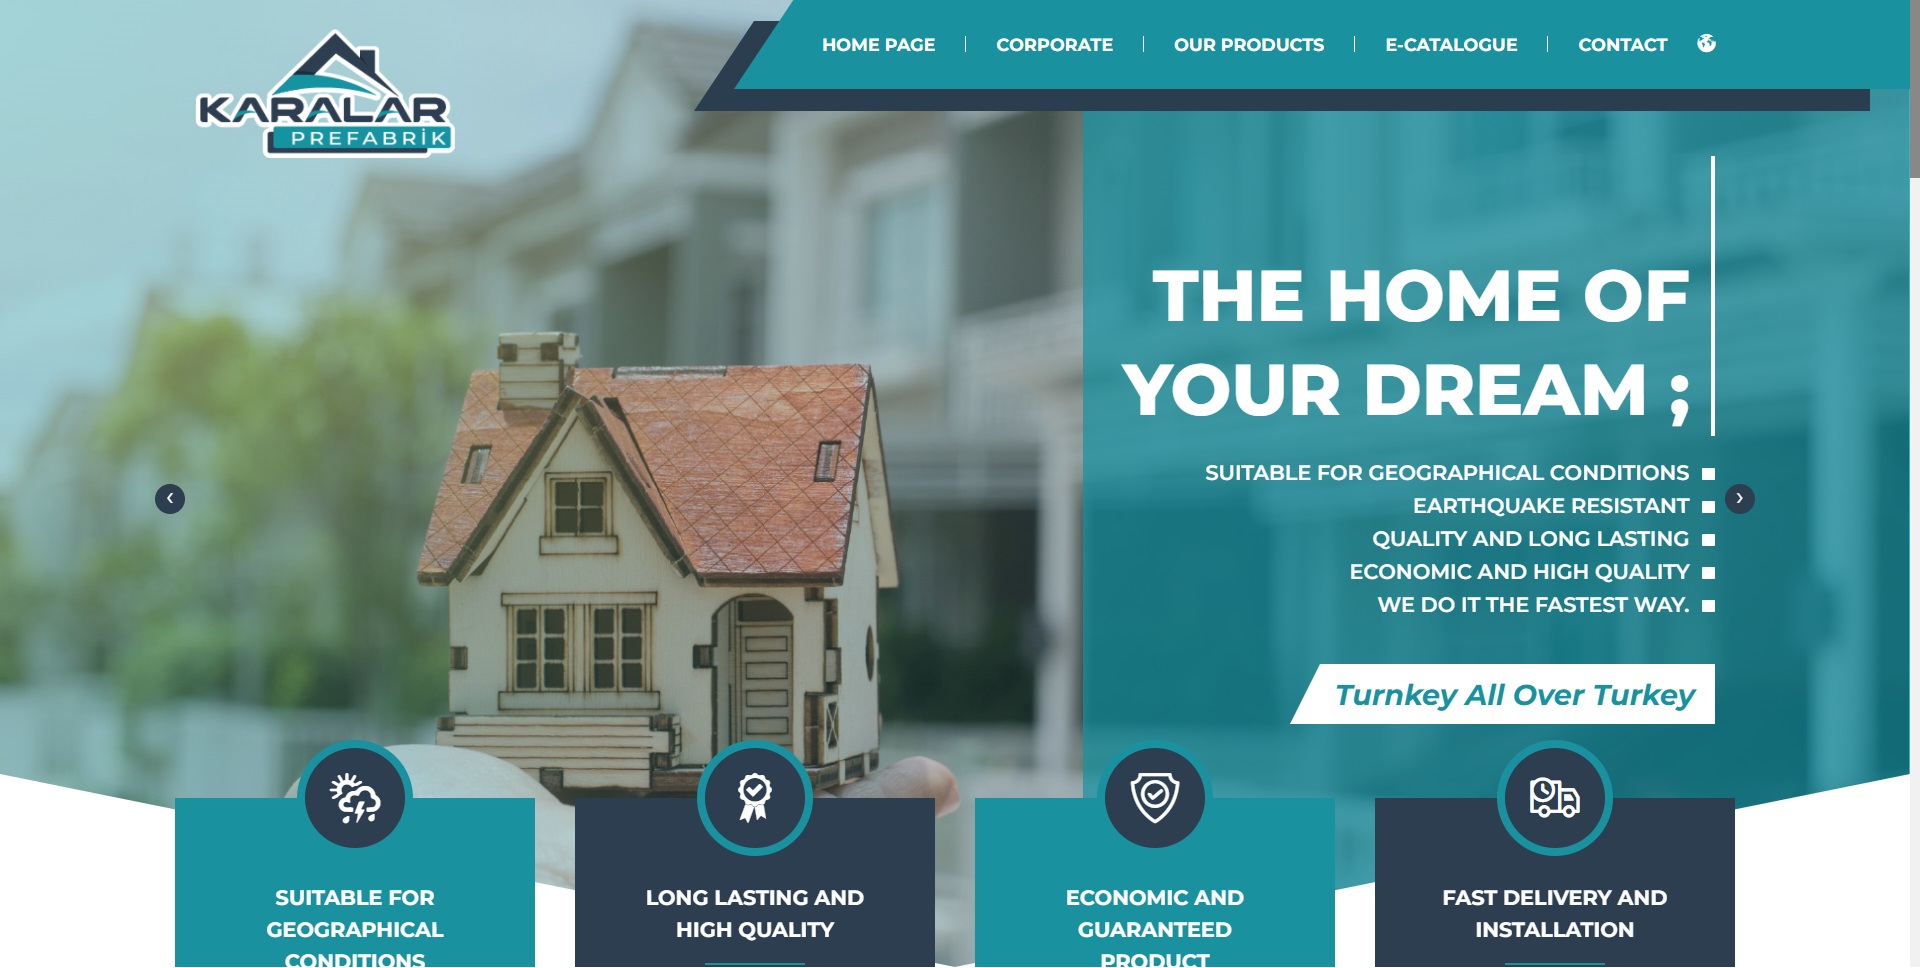 KARALAR
PREFABRİK
HOME PAGE
CORPORATE
OUR PRODUCTS
E-CATALOGUE
CONTACT
THE HOME OF
YOUR DREAM ;
SUITABLE FOR GEOGRAPHICAL CONDITIONS
EARTHQUAKE RESISTANT
QUALITY AND LONG LASTING
ECONOMIC AND HIGH QUALITY
WE DO IT THE FASTEST WAY.
Turnkey All Over Turkey
SUITABLE FOR
GEOGRAPHICAL
CONDITIONS
LONG LASTING AND
HIGH QUALITY
ECONOMIC AND
GUARANTEED
PRODUCT
FAST DELIVERY AND
INSTALLATION